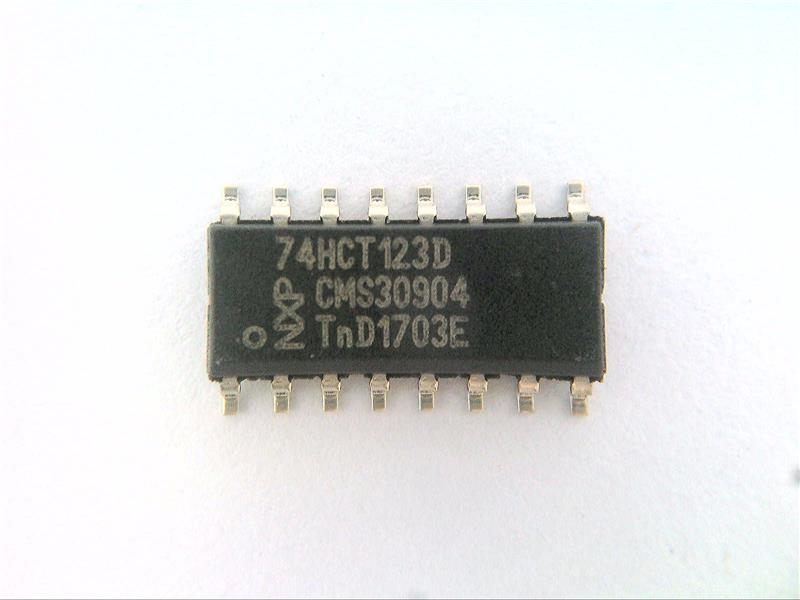 74HCT123D
CMS30904
TnD1703E
NXP